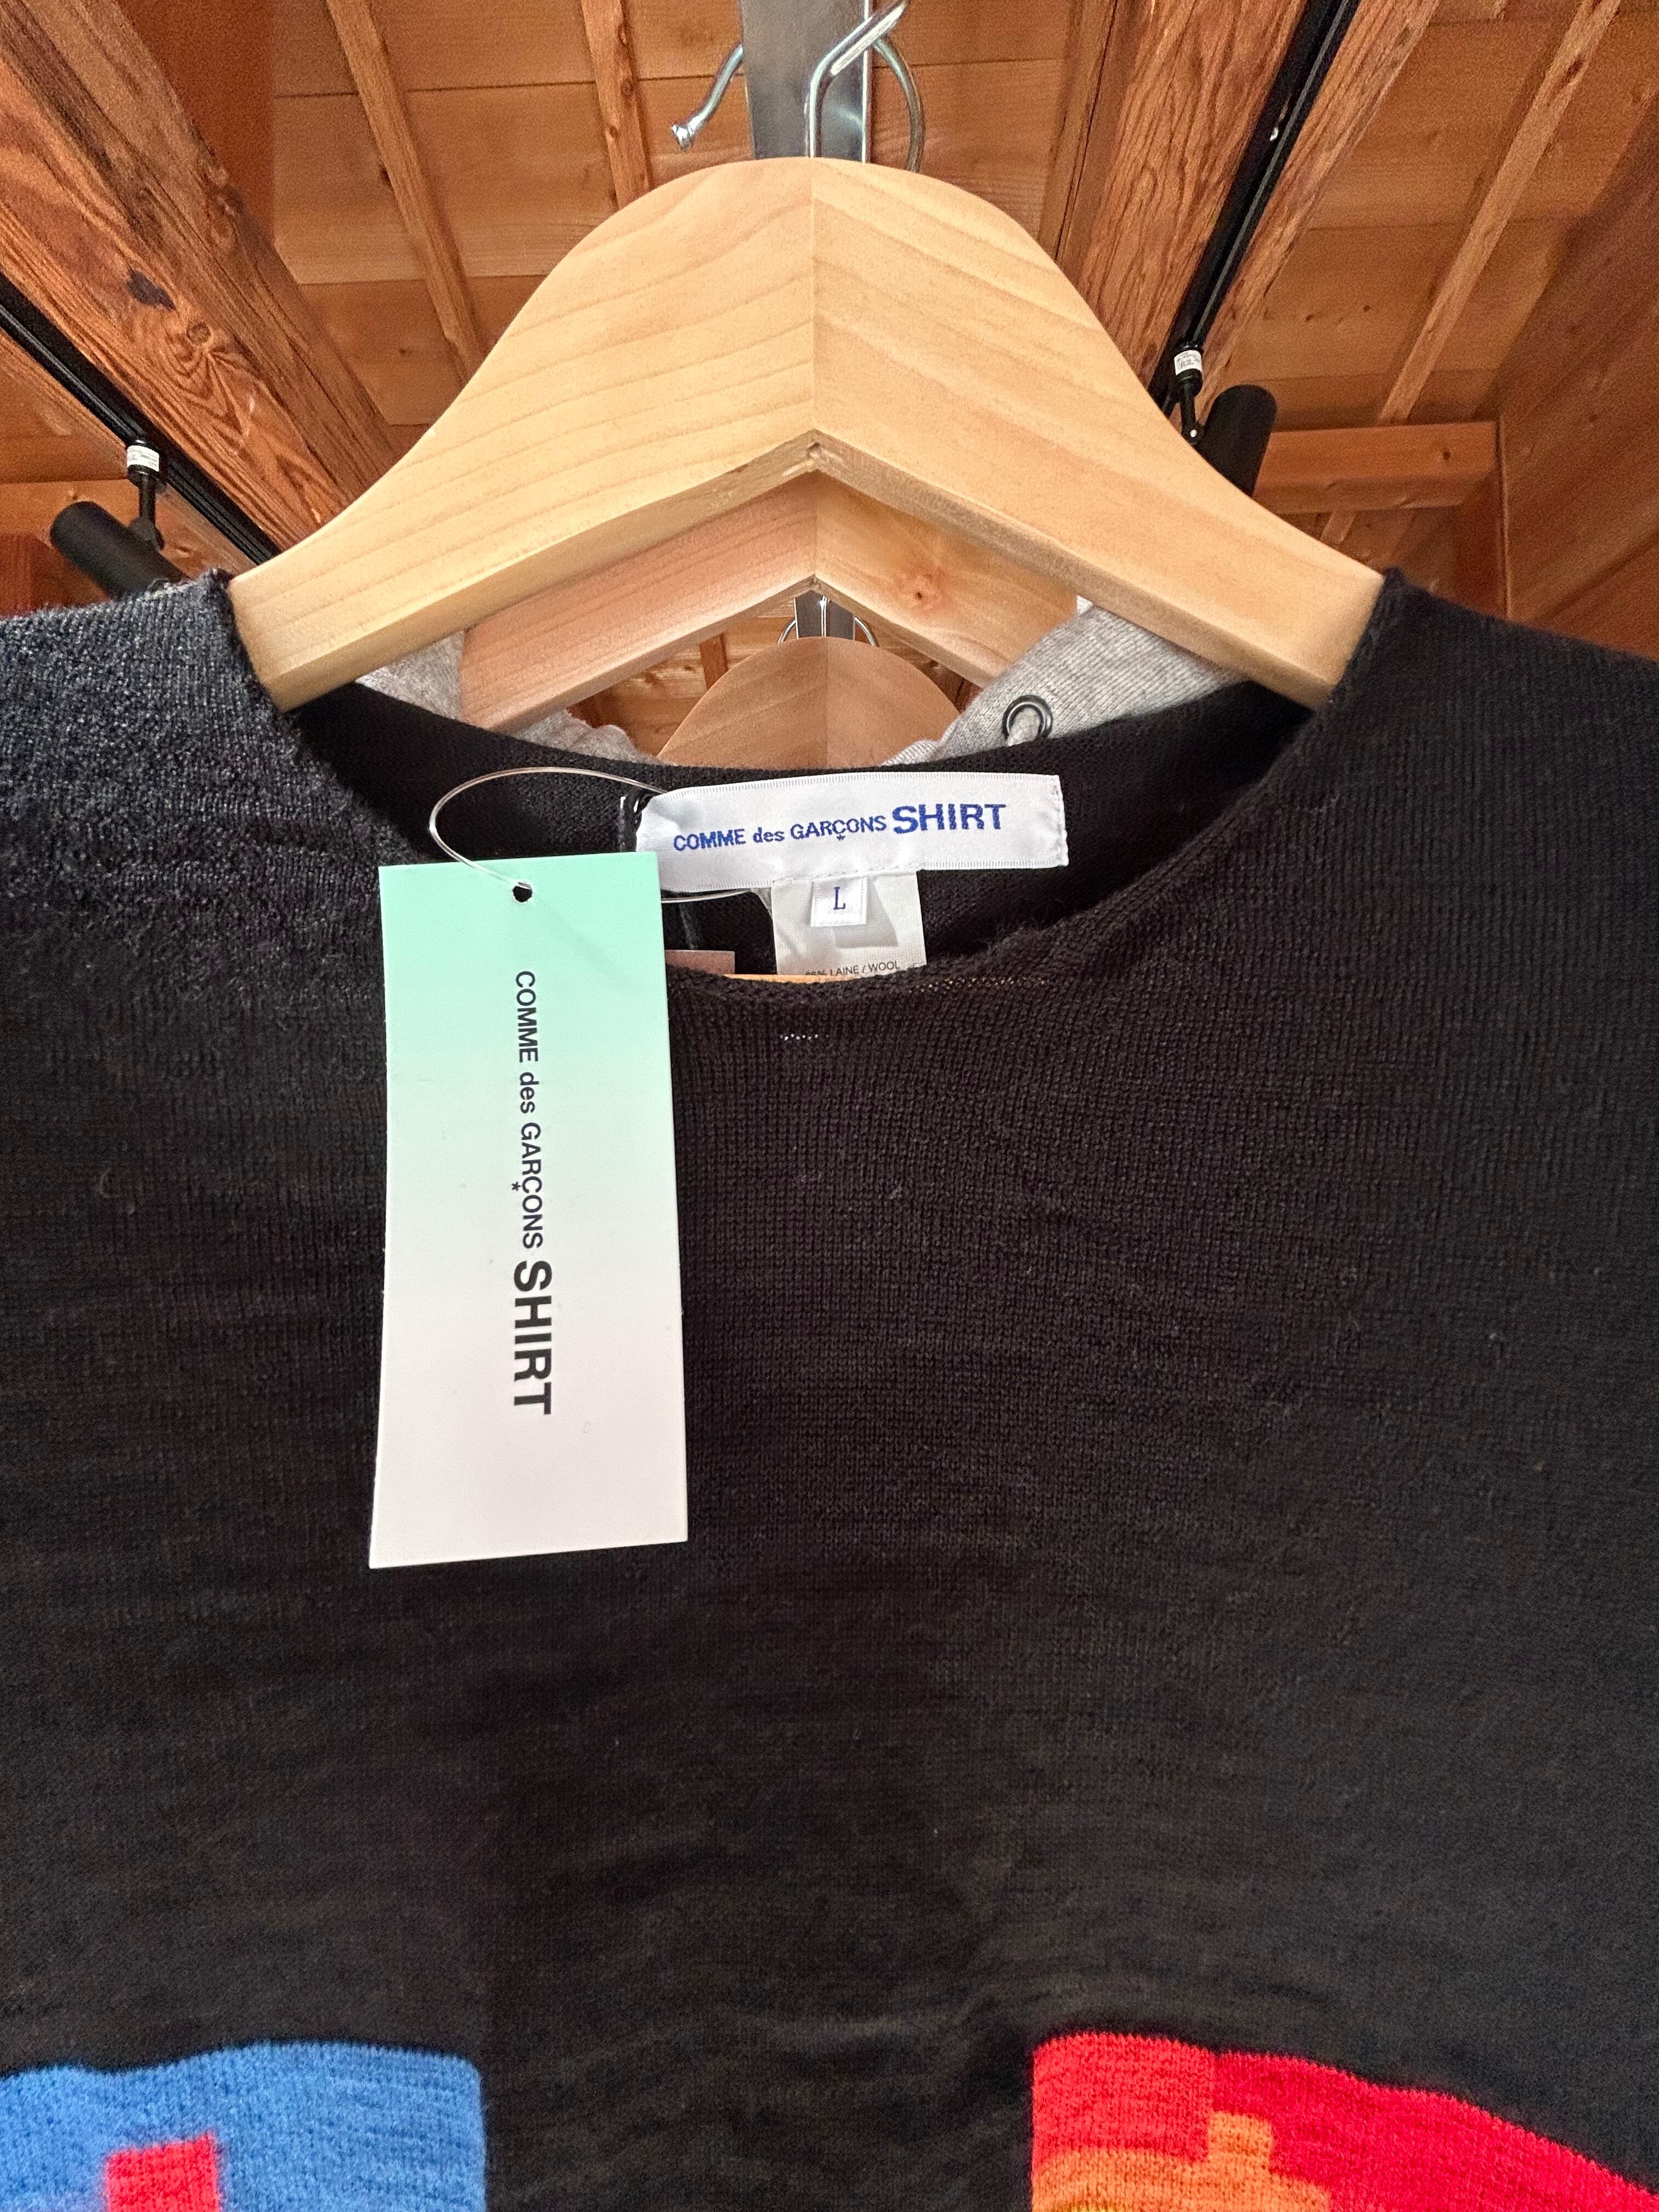 COMME des GARÇONS SHIRT
L
LAINE / WOOL
COMME des GARÇONS SHIRT